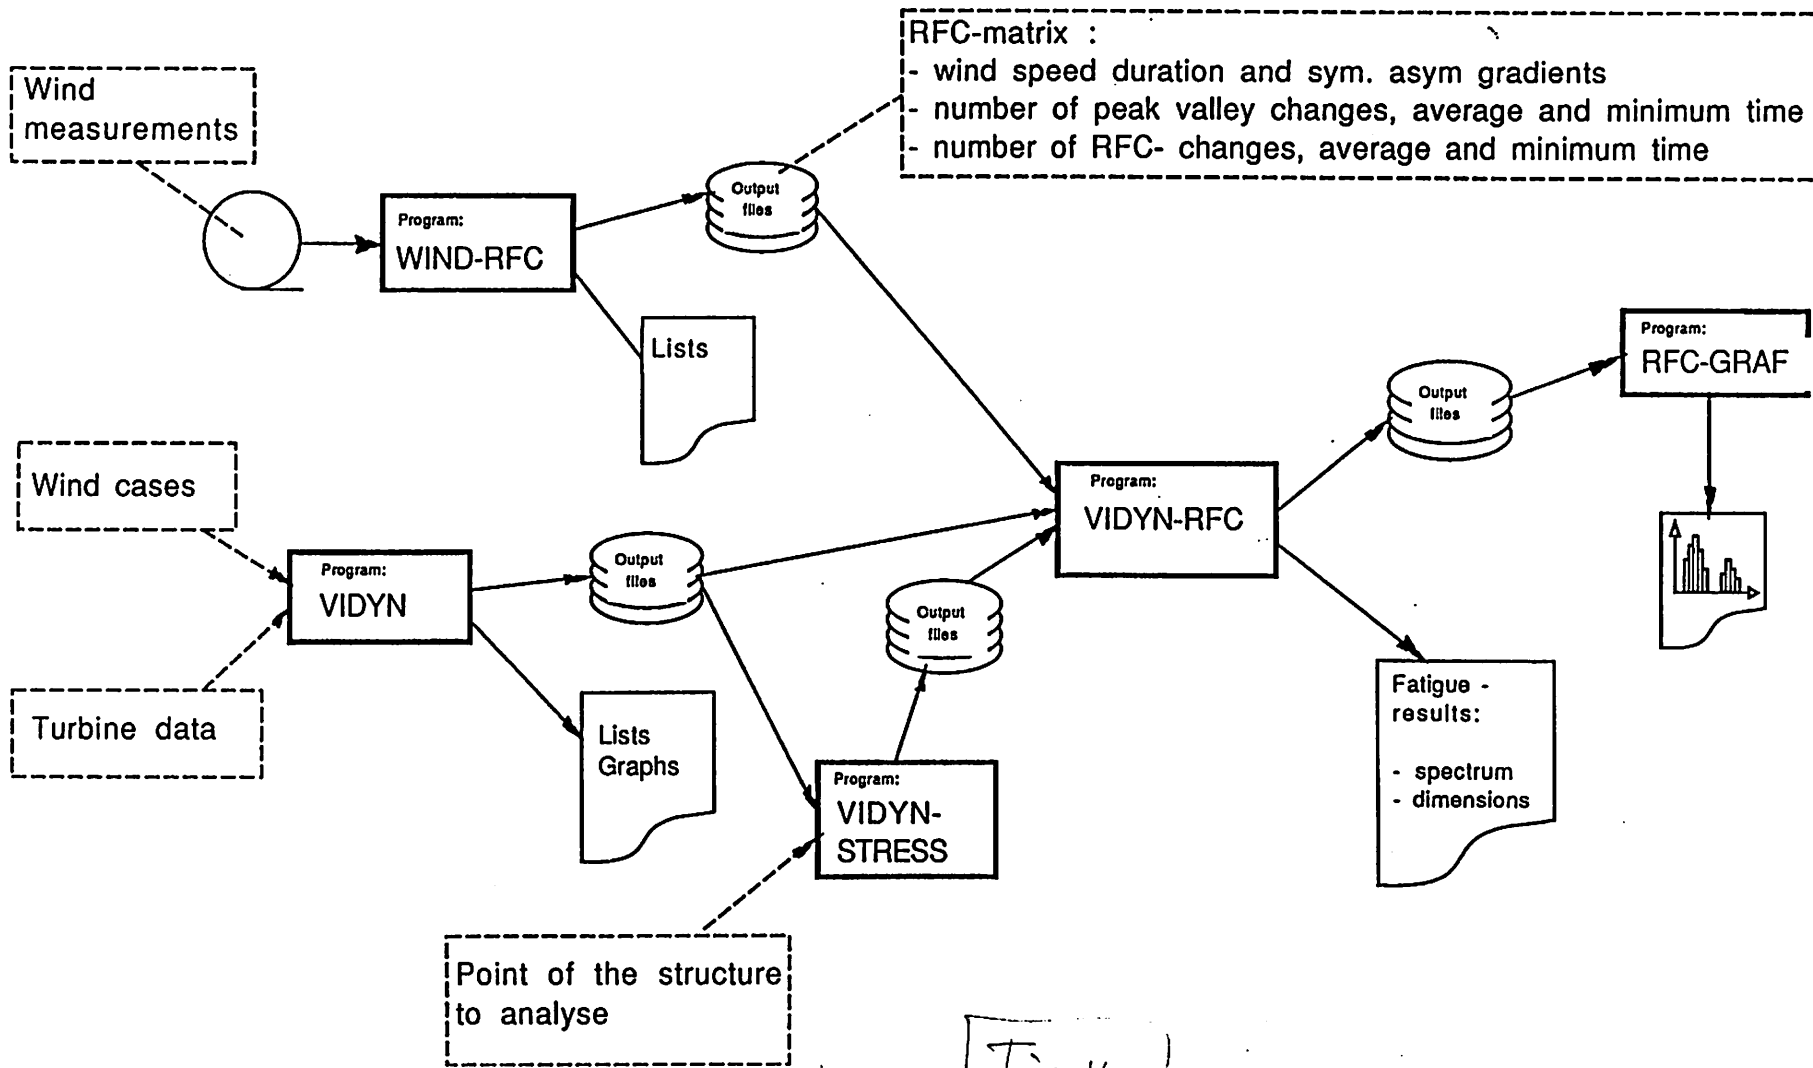 RFC-matrix :
- wind speed duration and sym. asym gradients
- number of peak valley changes, average and minimum time
- number of RFC- changes, average and minimum time
Wind
measurements
Program:
WIND-RFC
Output
files
Lists
Program:
RFC-GRAF
Output
files
Wind cases
Program:
VIDYN-RFC
Program:
VIDYN
Output
files
Output
files
Turbine data
Lists
Graphs
Fatigue -
results:
- spectrum
- dimensions
Program:
VIDYN-
STRESS
Point of the structure
to analyse